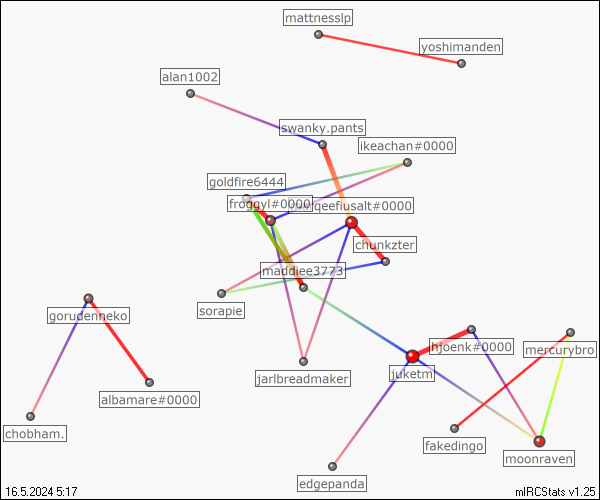 mattnesslp
yoshimanden
alan1002
swanky.pants
ikeachan#0000
goldfire6444
froggyl#0000
qeefiusalt#0000
chunkzter
maddiee3773
sorapie
gorudenneko
hjoenk#0000
mercurybro
juketm
jarlbreadmaker
albamare#0000
chobham.
fakedingo
moonraven
edgepanda
16.5.2024 5:17
mIRCStats v1.25